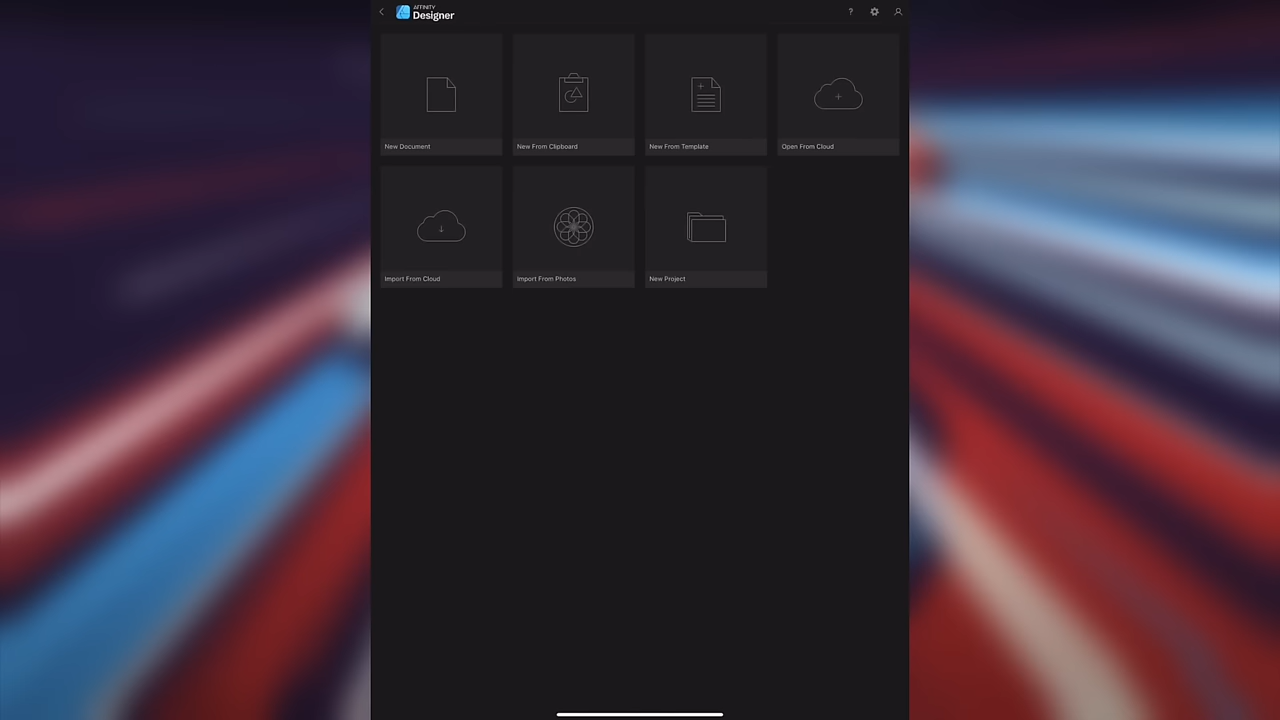 AFFINITY
Designer
?
New Document
New From Clipboard
New From Template
Open From Cloud
Import From Cloud
Import From Photos
New Project